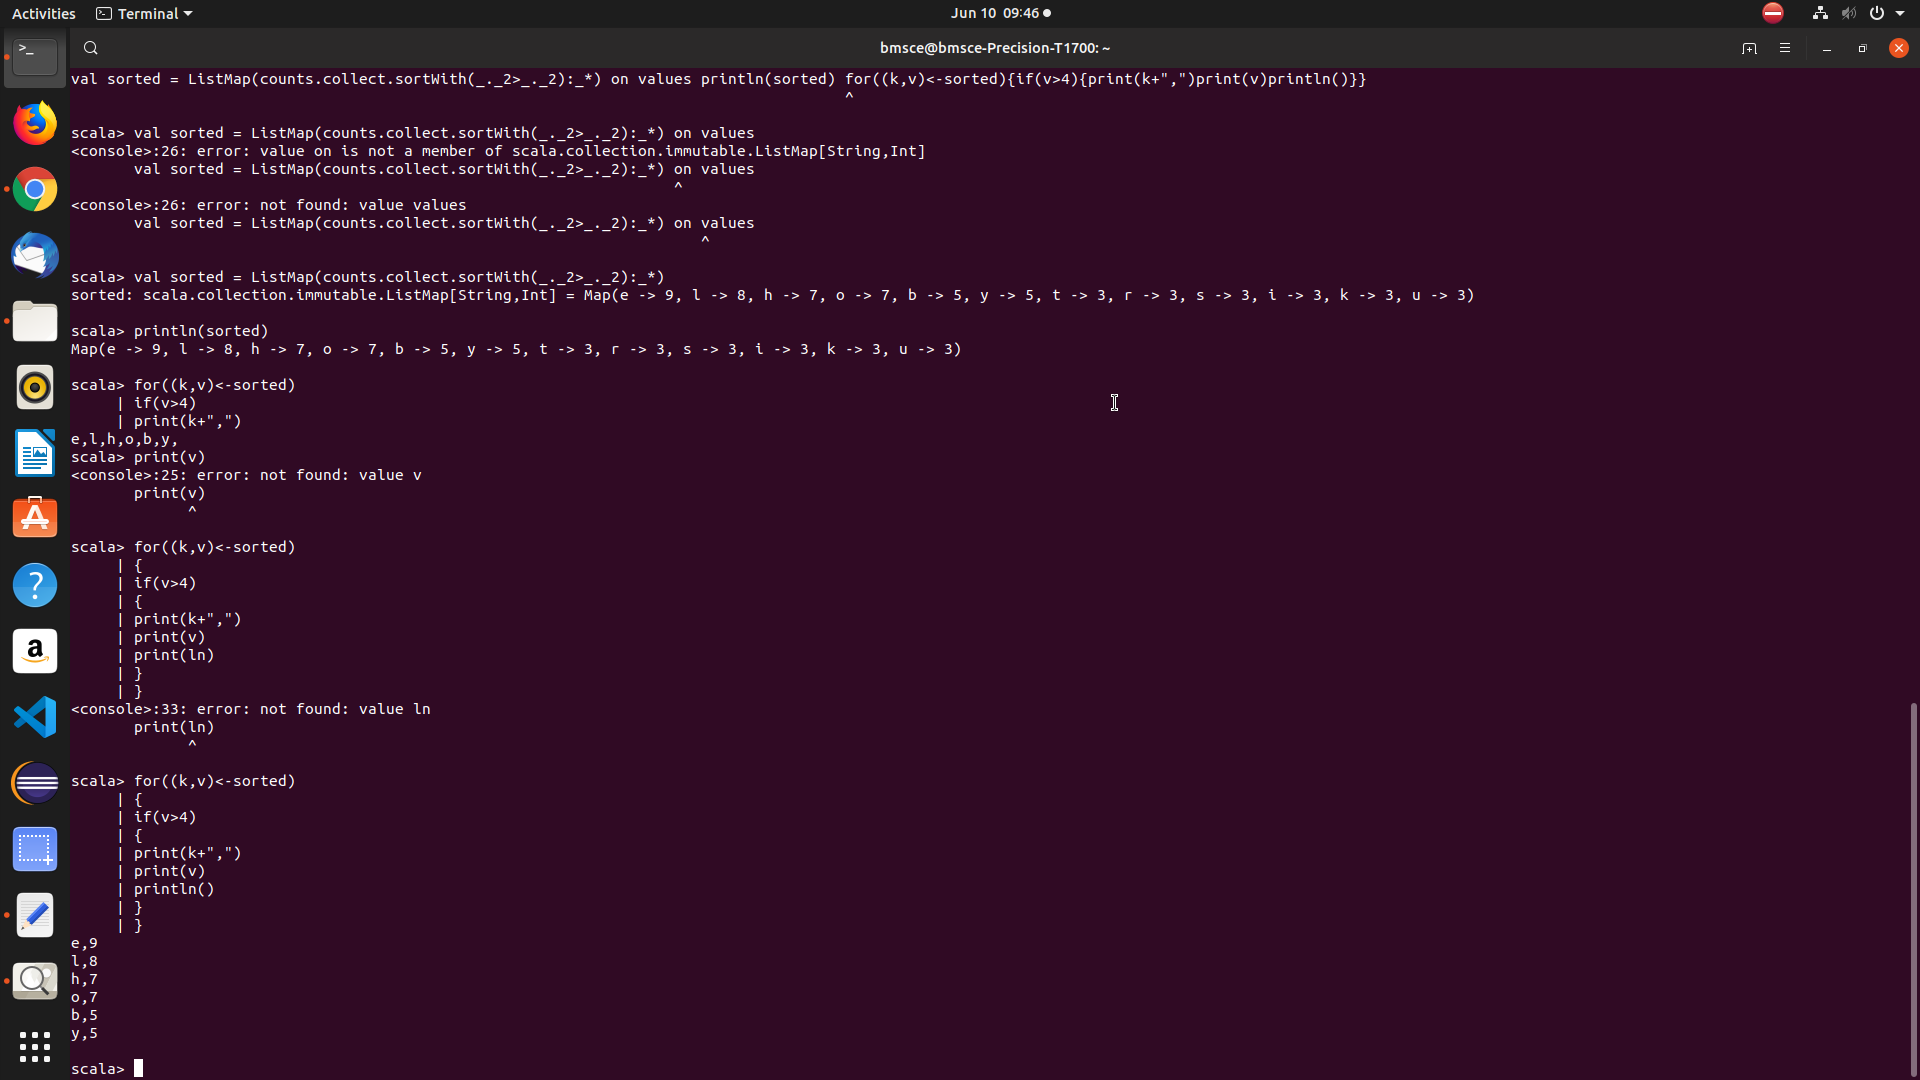 Activities
Terminal
Jun 10 09:46
bmsce@bmsce-Precision-T1700: ~
val sorted = ListMap(counts.collect.sortWith(_._2>_._2):_*) on values println(sorted) for((k,v)<-sorted){if(v>4){print(k+",")print(v)println()}}
^
scala> val sorted = ListMap(counts.collect.sortWith(_._2>_._2):_*) on values
<console>:26: error: value on is not a member of scala.collection.immutable.ListMap[String,Int]
val sorted = ListMap(counts.collect.sortWith(_._2>_._2):_*) on values
^
<console>:26: error: not found: value values
val sorted = ListMap(counts.collect.sortWith(_._2>_._2):_*) on values
^
scala> val sorted = ListMap(counts.collect.sortWith(_._2>_._2):_*)
sorted: scala.collection.immutable.ListMap[String,Int] = Map(e -> 9, l -> 8, h -> 7, o -> 7, b -> 5, y -> 5, t -> 3, r -> 3, s -> 3, i -> 3, k -> 3, u -> 3)
scala> println(sorted)
Map(e -> 9, l -> 8, h -> 7, o -> 7, b -> 5, y -> 5, t -> 3, r -> 3, s -> 3, i -> 3, k -> 3, u -> 3)
scala> for((k,v)<-sorted)
| if(v>4)
| print(k+",")
e,l,h,o,b,y,
scala> print(v)
<console>:25: error: not found: value v
print(v)
^
scala> for((k,v)<-sorted)
| {
| if(v>4)
| {
| print(k+",")
| print(v)
| print(ln)
| }
| }
<console>:33: error: not found: value ln
print(ln)
^
scala> for((k,v)<-sorted)
| {
| if(v>4)
| {
| print(k+",")
| print(v)
| println()
| }
| }
e,9
l,8
h,7
o,7
b,5
y,5
scala>